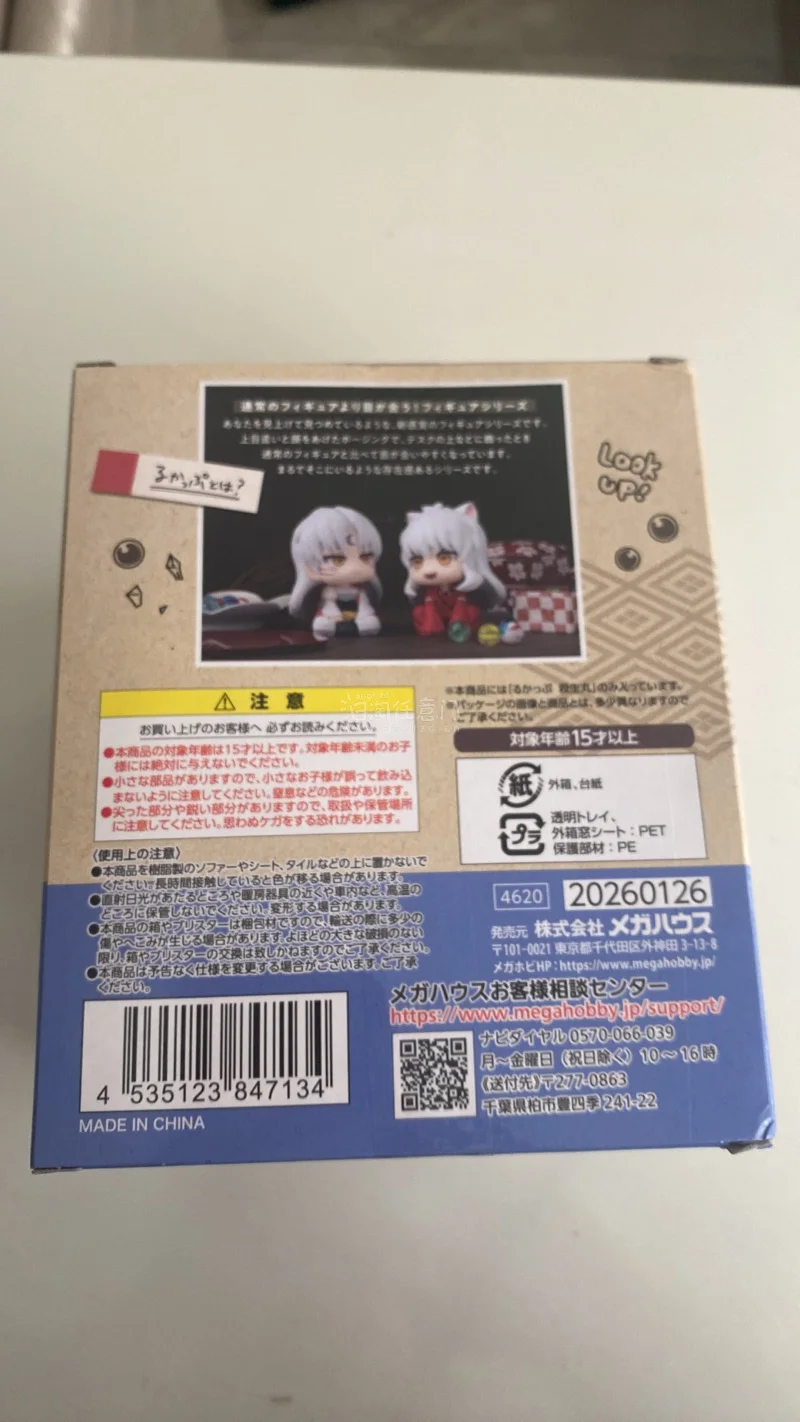 通常のフィギュアより目が合う！フィギュアシリーズ
あなたを見上げて見つめているような、新感覚のフィギュアシリーズです。
上目遣いと顔をあげたポージングで、デスクの上などに飾ったとき
通常のフィギュアと比べて目が合いやすくなっています。
まるでそこにいるような存在感あるシリーズです。
るかっぷとは？
Look
UP!
注意
お買い上げのお客様へ 必ずお読みください。
●本商品の対象年齢は15才以上です。対象年齢未満のお子
様には絶対に与えないでください。
●小さな部品がありますので、小さなお子様が誤って飲み込
まないように注意してください。窒息などの危険があります。
●尖った部分や鋭い部分がありますので、取扱や保管場所
に注意してください。思わぬケガをする恐れがあります。
※本商品には「るかっぷ 殺生丸」のみ入っています。
※パッケージの画像と商品とは、多少異なりますので
ご了承ください。
対象年齢15才以上
紙
外箱、台紙
プラ
透明トレイ、
外箱窓シート：PET
保護部材：PE
〈使用上の注意〉
●本商品を樹脂製のソファーやシート、タイルなどの上に置かないで
ください。長時間接触していると色が移る場合があります。
●直射日光があたるところや暖房器具の近くや車内など、高温の
ところに保管しないでください。変形する場合があります。
●本商品の箱やブリスターは梱包材ですので、輸送の際に多少の
傷やへこみが生じる場合があります。よほどの大きな破損のない
限り、箱やブリスターの交換は致しかねますのでご了承ください。
●本商品は予告なく仕様を変更する場合がございます。ご了承
ください。
4620
20260126
発売元 株式会社 メガハウス
〒101-0021 東京都千代田区外神田 3-13-8
メガホビHP：https://www.megahobby.jp/
メガハウスお客様相談センター
https://www.megahobby.jp/support/
ナビダイヤル 0570-066-039
月～金曜日（祝日除く）10～16時
《送付先》〒277-0863
千葉県柏市豊四季 241-22
4 535123 847134
MADE IN CHINA